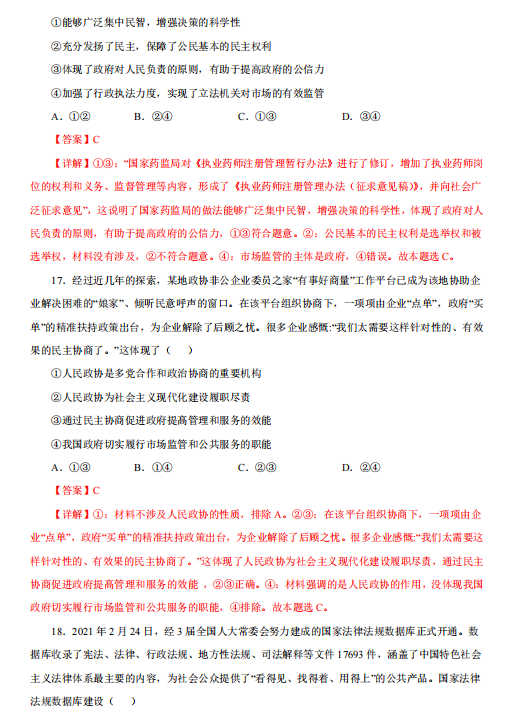 ①能够广泛集中民智，增强决策的科学性
②充分发扬了民主，保障了公民基本的民主权利
③体现了政府对人民负责的原则，有助于提高政府的公信力
④加强了行政执法力度，实现了立法机关对市场的有效监管
A．①② B．②④ C．①③ D．③④
【答案】C
【详解】①③：“国家药监局对《执业药师注册管理暂行办法》进行了修订，增加了执业药师岗
位的权利和义务、监督管理等内容，形成了《执业药师注册管理办法（征求意见稿）》，并向社会广
泛征求意见”，这说明了国家药监局的做法能够广泛集中民智，增强决策的科学性，体现了政府对人
民负责的原则，有助于提高政府的公信力，①③符合题意。②：公民基本的民主权利是选举权和被
选举权，材料没有涉及，②不符合题意。④：市场监管的主体是政府，④错误。故本题选 C。
17．经过近几年的探索，某地政协非公企业委员之家“有事好商量”工作平台已成为该地协助企
业解决困难的“娘家”、倾听民意呼声的窗口。在该平台组织协商下，一项项由企业“点单”，政府“买
单”的精准扶持政策出台，为企业解除了后顾之忧。很多企业感慨:“我们太需要这样针对性的、有效
果的民主协商了。”这体现了（ ）
①人民政协是多党合作和政治协商的重要机构
②人民政协为社会主义现代化建设履职尽责
③通过民主协商促进政府提高管理和服务的效能
④我国政府切实履行市场监管和公共服务的职能
A．①③ B．①④ C．②③ D．②④
【答案】C
【详解】①：材料不涉及人民政协的性质，排除 A。②③：在该平台组织协商下，一项项由企
业“点单”，政府“买单”的精准扶持政策出台，为企业解除了后顾之忧。很多企业感慨:“我们太需要这
样针对性的、有效果的民主协商了。”这体现了人民政协为社会主义现代化建设履职尽责，通过民主
协商促进政府提高管理和服务的效能 ，②③正确。④：材料强调的是人民政协的作用，没体现我国
政府切实履行市场监管和公共服务的职能，④排除。故本题选 C。
18．2021 年 2 月 24 日，经 3 届全国人大常委会努力建成的国家法律法规数据库正式开通。数
据库收录了宪法、法律、行政法规、地方性法规、司法解释等文件 17693 件，涵盖了中国特色社会
主义法律体系最主要的内容，为社会公众提供了“看得见、找得着、用得上”的公共产品。国家法律
法规数据库建设（ ）